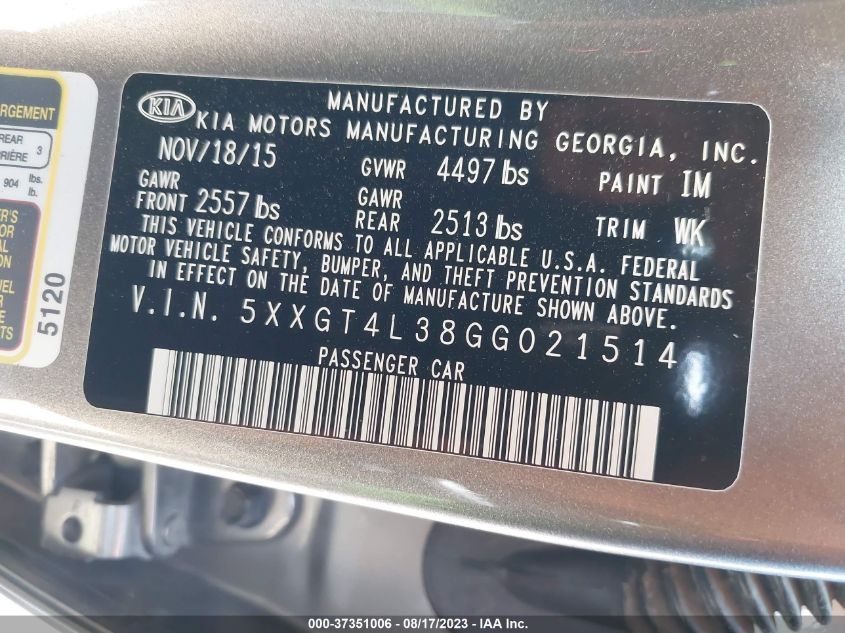 ARGEMENT
REAR 3
904 lbs.
lb.
5120
KIA
MANUFACTURED BY
KIA MOTORS MANUFACTURING GEORGIA, INC.
NOV/18/15 GVWR 4497 lbs PAINT IM
GAWR FRONT 2557 lbs GAWR REAR 2513 lbs TRIM WK
THIS VEHICLE CONFORMS TO ALL APPLICABLE U.S.A. FEDERAL
MOTOR VEHICLE SAFETY, BUMPER, AND THEFT PREVENTION STANDARDS
IN EFFECT ON THE DATE OF MANUFACTURE SHOWN ABOVE.
V.I.N. 5XXGT4L38GG021514
PASSENGER CAR
000-37351006 - 08/17/2023 - IAA Inc.